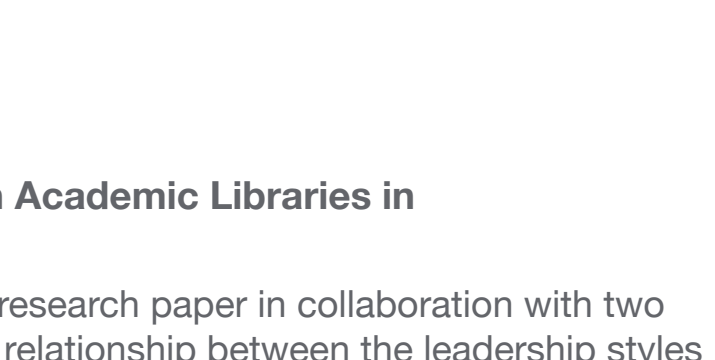 Academic Libraries in
research paper in collaboration with two
relationship between the leadership styles